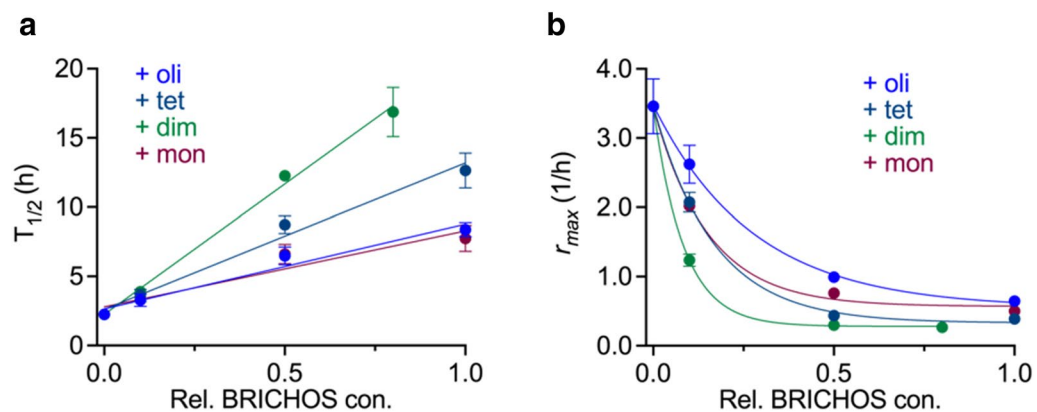 a
20
15
10
5
0
T1/2 (h)
+ oli
+ tet
+ dim
+ mon
0.0 0.5 1.0
Rel. BRICHOS con.
b
4.0
3.0
2.0
1.0
0.0
rmax (1/h)
+ oli
+ tet
+ dim
+ mon
0.0 0.5 1.0
Rel. BRICHOS con.